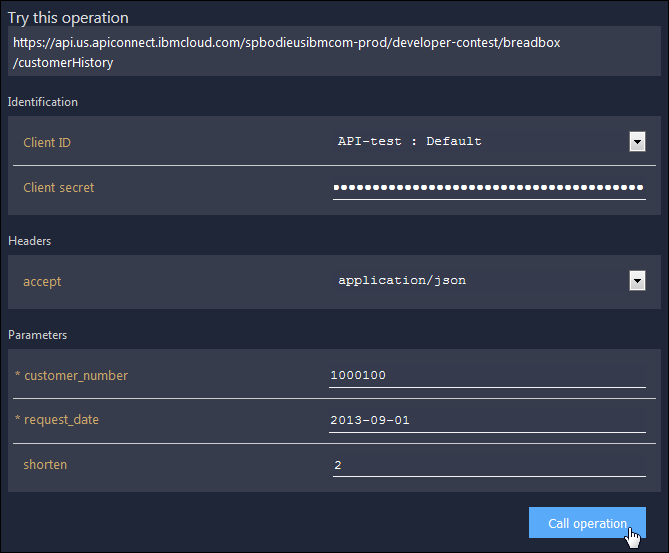 Try this operation
https://api.us.apiconnect.ibmcloud.com/spbodieusibmcom-prod/developer-contest/breadbox
/customerHistory
Identification
Client ID API-test : Default
Client secret ••••••••••••••••••••••••••••••••••••••••
Headers
accept application/json
Parameters
* customer_number 1000100
* request_date 2013-09-01
shorten 2
Call operation